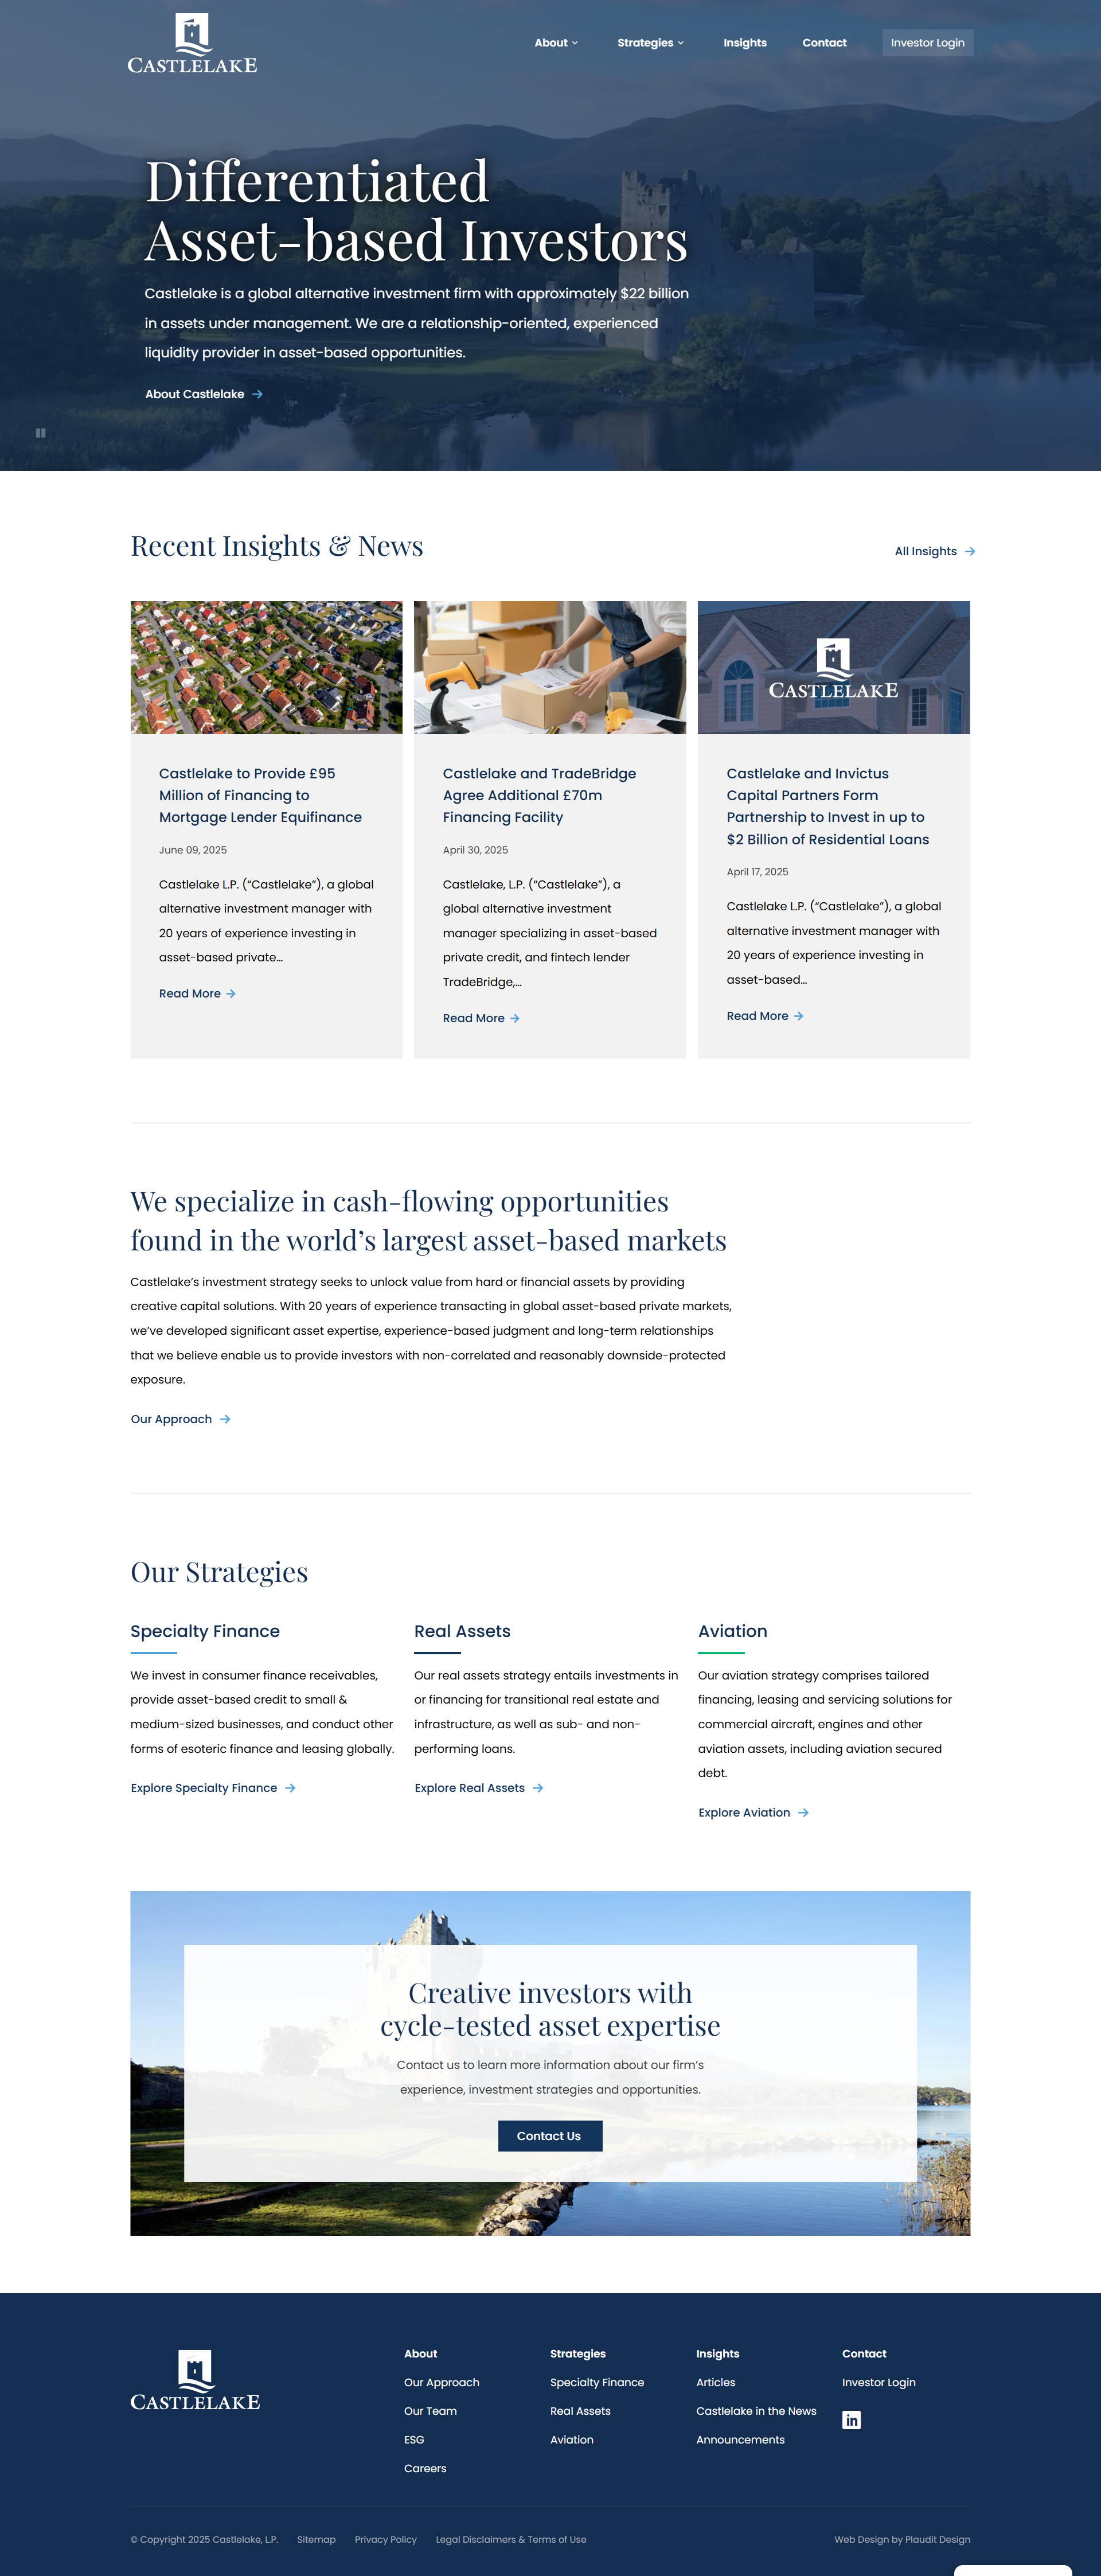 CASTLELAKE
About
Strategies
Insights
Contact
Investor Login
Differentiated
Asset-based Investors
Castlelake is a global alternative investment firm with approximately $22 billion
in assets under management. We are a relationship-oriented, experienced
liquidity provider in asset-based opportunities.
About Castlelake
Recent Insights & News
All Insights
Castlelake to Provide £95
Million of Financing to
Mortgage Lender Equifinance
June 09, 2025
Castlelake L.P. (“Castlelake”), a global
alternative investment manager with
20 years of experience investing in
asset-based private...
Read More
Castlelake and TradeBridge
Agree Additional £70m
Financing Facility
April 30, 2025
Castlelake, L.P. (“Castlelake”), a
global alternative investment
manager specializing in asset-based
private credit, and fintech lender
TradeBridge,...
Read More
CASTLELAKE
Castlelake and Invictus
Capital Partners Form
Partnership to Invest in up to
$2 Billion of Residential Loans
April 17, 2025
Castlelake L.P. (“Castlelake”), a global
alternative investment manager with
20 years of experience investing in
asset-based...
Read More
We specialize in cash-flowing opportunities
found in the world’s largest asset-based markets
Castlelake’s investment strategy seeks to unlock value from hard or financial assets by providing
creative capital solutions. With 20 years of experience transacting in global asset-based private markets,
we’ve developed significant asset expertise, experience-based judgment and long-term relationships
that we believe enable us to provide investors with non-correlated and reasonably downside-protected
exposure.
Our Approach
Our Strategies
Specialty Finance
We invest in consumer finance receivables,
provide asset-based credit to small &
medium-sized businesses, and conduct other
forms of esoteric finance and leasing globally.
Explore Specialty Finance
Real Assets
Our real assets strategy entails investments in
or financing for transitional real estate and
infrastructure, as well as sub- and non-
performing loans.
Explore Real Assets
Aviation
Our aviation strategy comprises tailored
financing, leasing and servicing solutions for
commercial aircraft, engines and other
aviation assets, including aviation secured
debt.
Explore Aviation
Creative investors with
cycle-tested asset expertise
Contact us to learn more information about our firm’s
experience, investment strategies and opportunities.
Contact Us
CASTLELAKE
About
Our Approach
Our Team
ESG
Careers
Strategies
Specialty Finance
Real Assets
Aviation
Insights
Articles
Castlelake in the News
Announcements
Contact
Investor Login
in
© Copyright 2025 Castlelake, L.P.
Sitemap
Privacy Policy
Legal Disclaimers & Terms of Use
Web Design by Plaudit Design